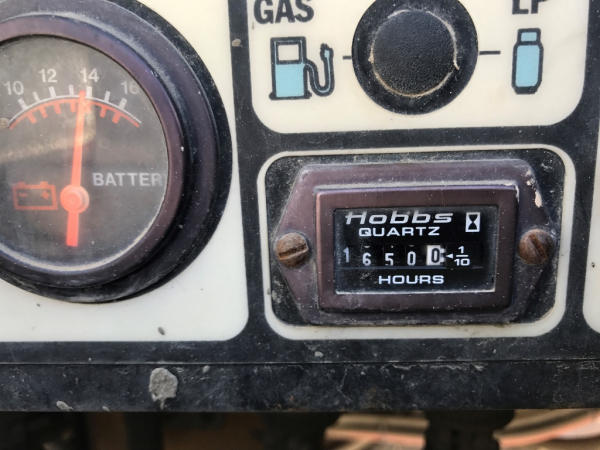 GAS LP
10 12 14 16
BATTER
Hobbs
QUARTZ
16500 1/10
HOURS